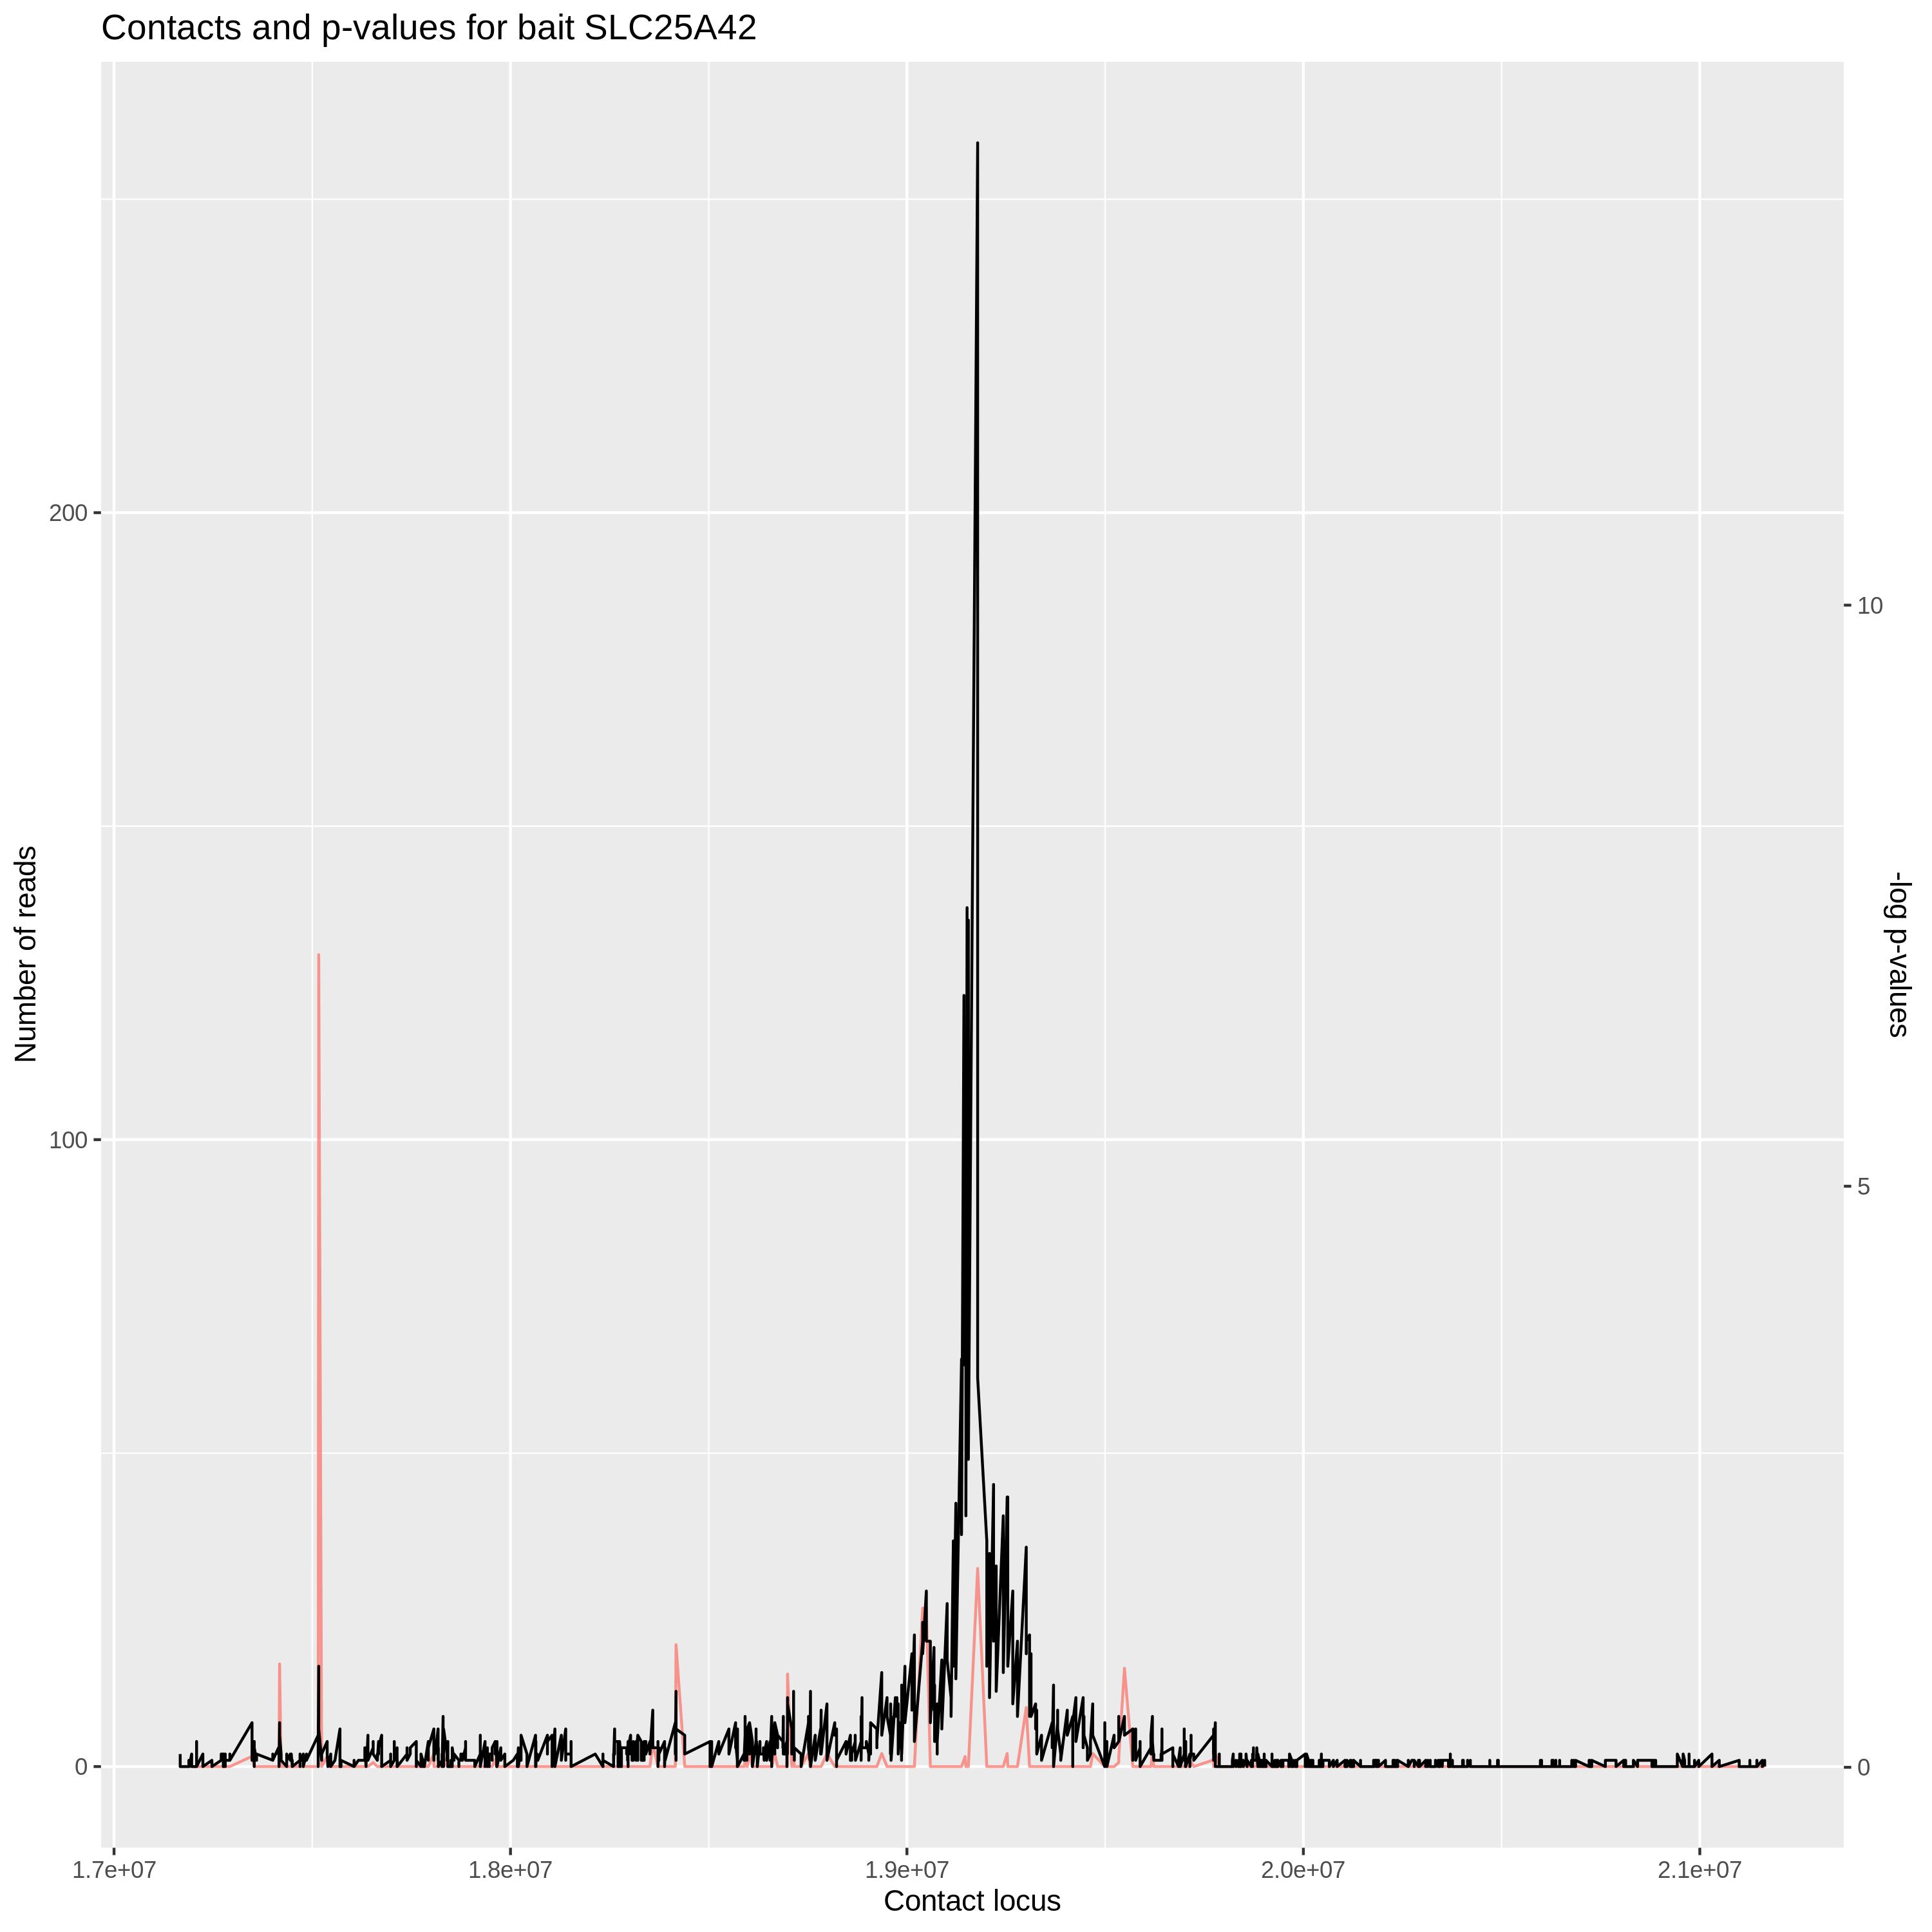 Contacts and p-values for bait SLC25A42
Number of reads
200
100
0
10
5
0
-log p-values
1.7e+07
1.8e+07
1.9e+07
2.0e+07
2.1e+07
Contact locus